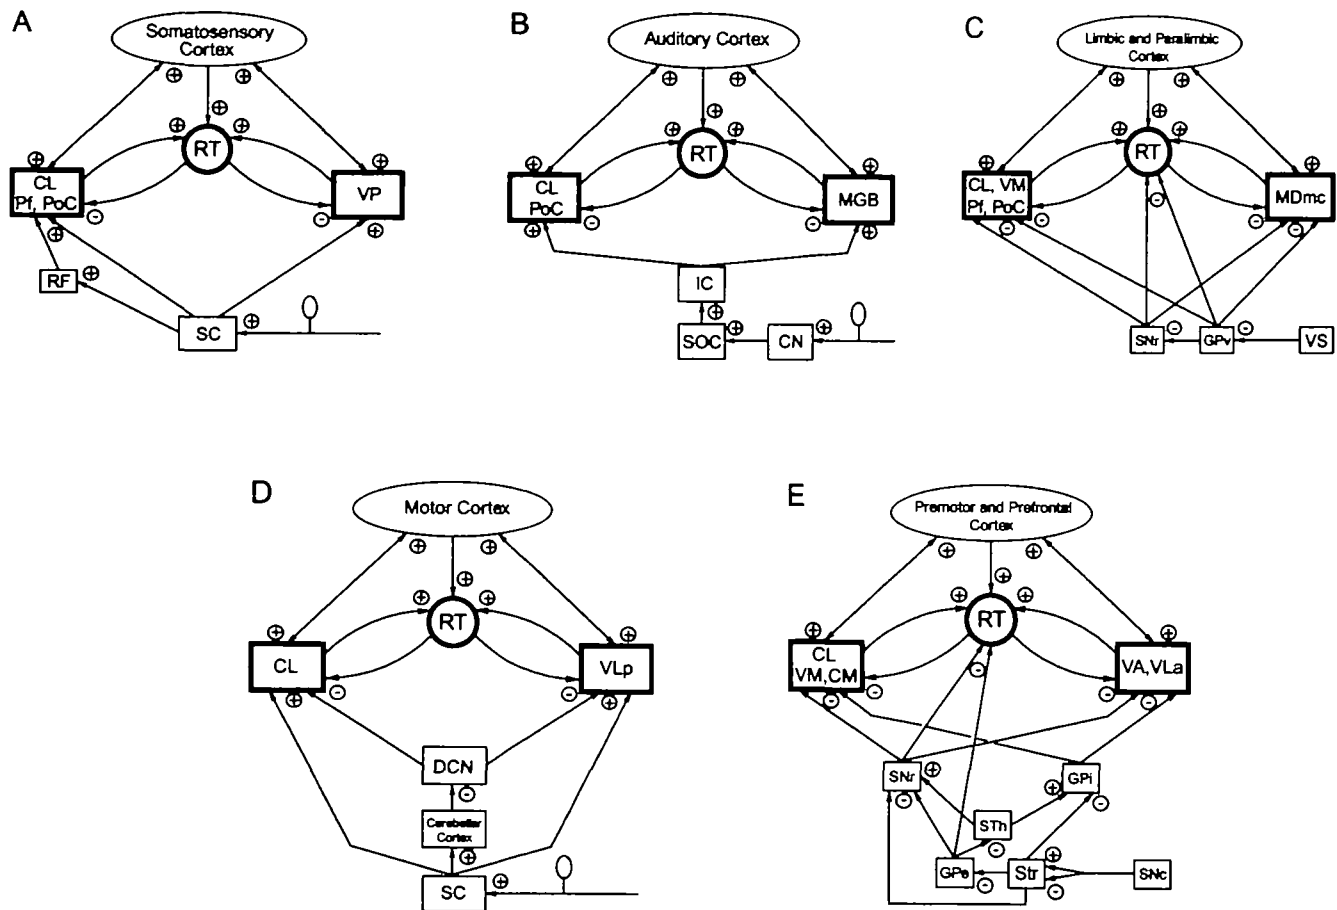 A
Somatosensory
Cortex
RT
CL
Pf, PoC
VP
RF
SC
B
Auditory Cortex
RT
CL
PoC
MGB
IC
SOC
CN
C
Limbic and Paralimbic
Cortex
RT
CL, VM
Pf, PoC
MDmc
SNr
GPv
VS
D
Motor Cortex
RT
CL
VLp
DCN
Cerebellar
Cortex
SC
E
Premotor and Prefrontal
Cortex
RT
CL
VM,CM
VA,VLa
SNr
GPi
STh
GPe
Str
SNc